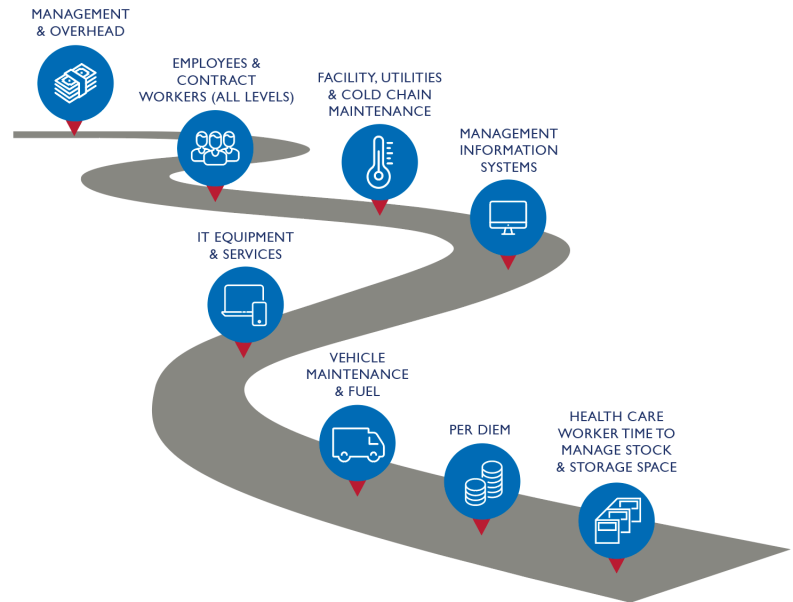 MANAGEMENT
& OVERHEAD
EMPLOYEES &
CONTRACT
WORKERS (ALL LEVELS)
FACILITY, UTILITIES
& COLD CHAIN
MAINTENANCE
MANAGEMENT
INFORMATION
SYSTEMS
IT EQUIPMENT
& SERVICES
VEHICLE
MAINTENANCE
& FUEL
PER DIEM
HEALTH CARE
WORKER TIME TO
MANAGE STOCK
& STORAGE SPACE